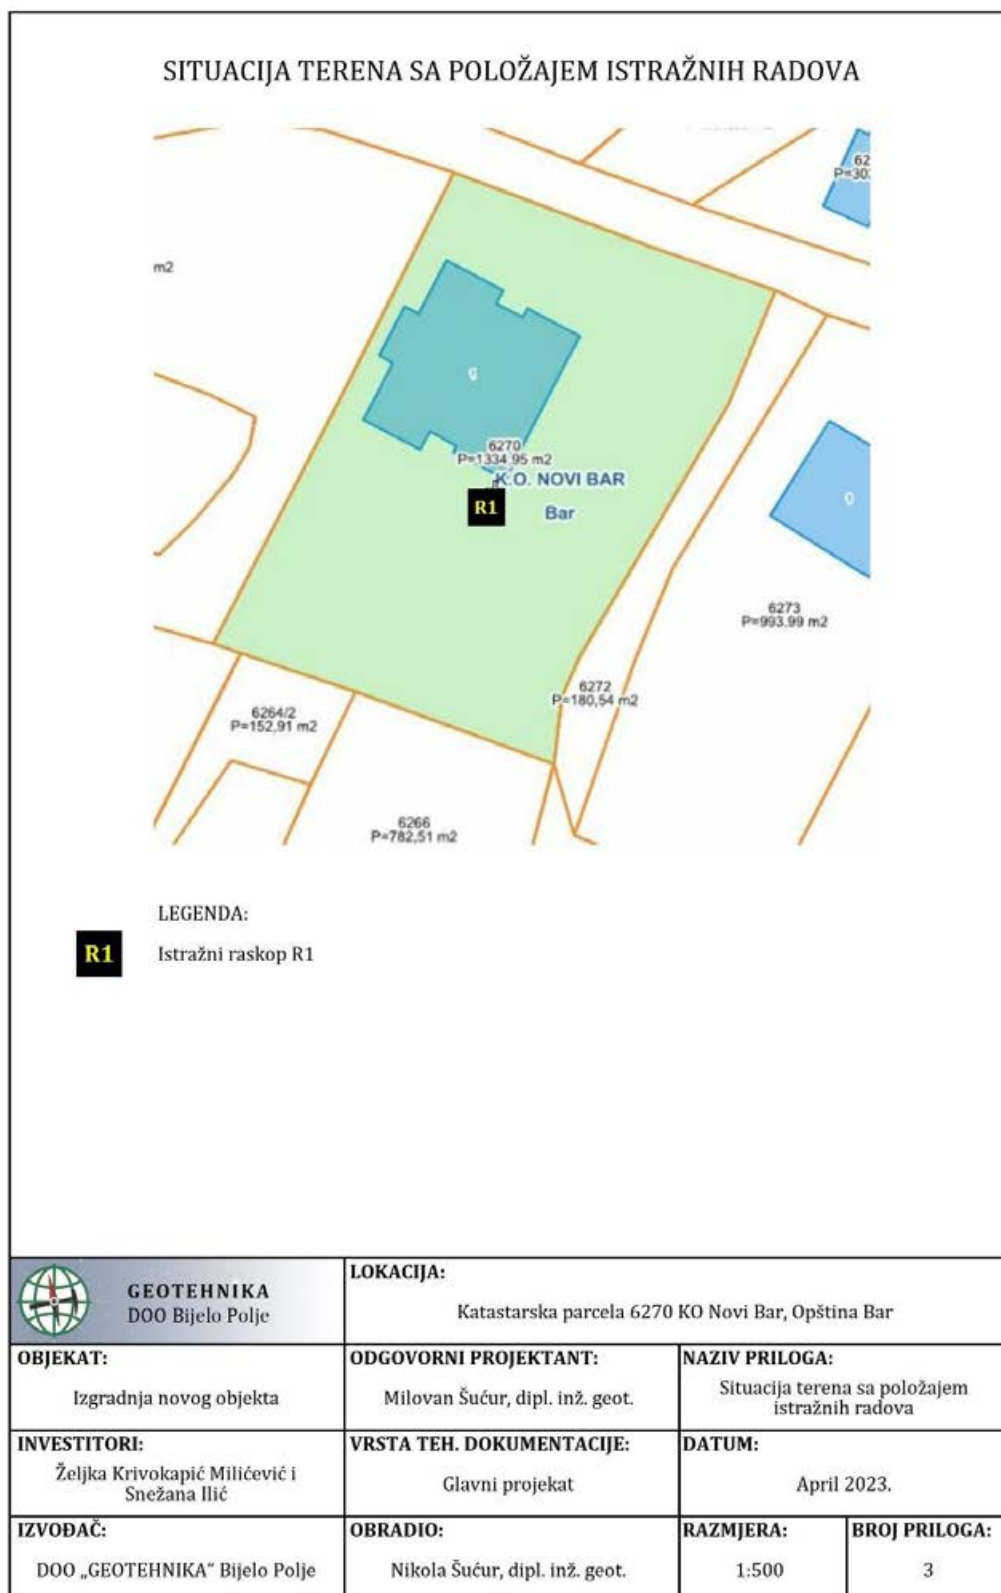 SITUACIJA TERENA SA POLOŽAJEM ISTRAŽNIH RADOVA
62
P=30
m2
g
6270
P=1334,95 m2
K.O. NOVI BAR
R1
Bar
6273
P=993,99 m2
6272
P=180,54 m2
6264/2
P=152,91 m2
6266
P=782,51 m2
LEGENDA:
R1
Istražni raskop R1
GEOTEHNIKA
DOO Bijelo Polje
LOKACIJA:
Katastarska parcela 6270 KO Novi Bar, Opština Bar
OBJEKAT:
Izgradnja novog objekta
ODGOVORNI PROJEKTANT:
Milovan Šućur, dipl. inž. geot.
NAZIV PRILOGA:
Situacija terena sa položajem
istražnih radova
INVESTITORI:
Željka Krivokapić Milićević i
Snežana Ilić
VRSTA TEH. DOKUMENTACIJE:
Glavni projekat
DATUM:
April 2023.
IZVOĐAČ:
DOO „GEOTEHNIKA“ Bijelo Polje
OBRADIO:
Nikola Šućur, dipl. inž. geot.
RAZMJERA:
1:500
BROJ PRILOGA:
3